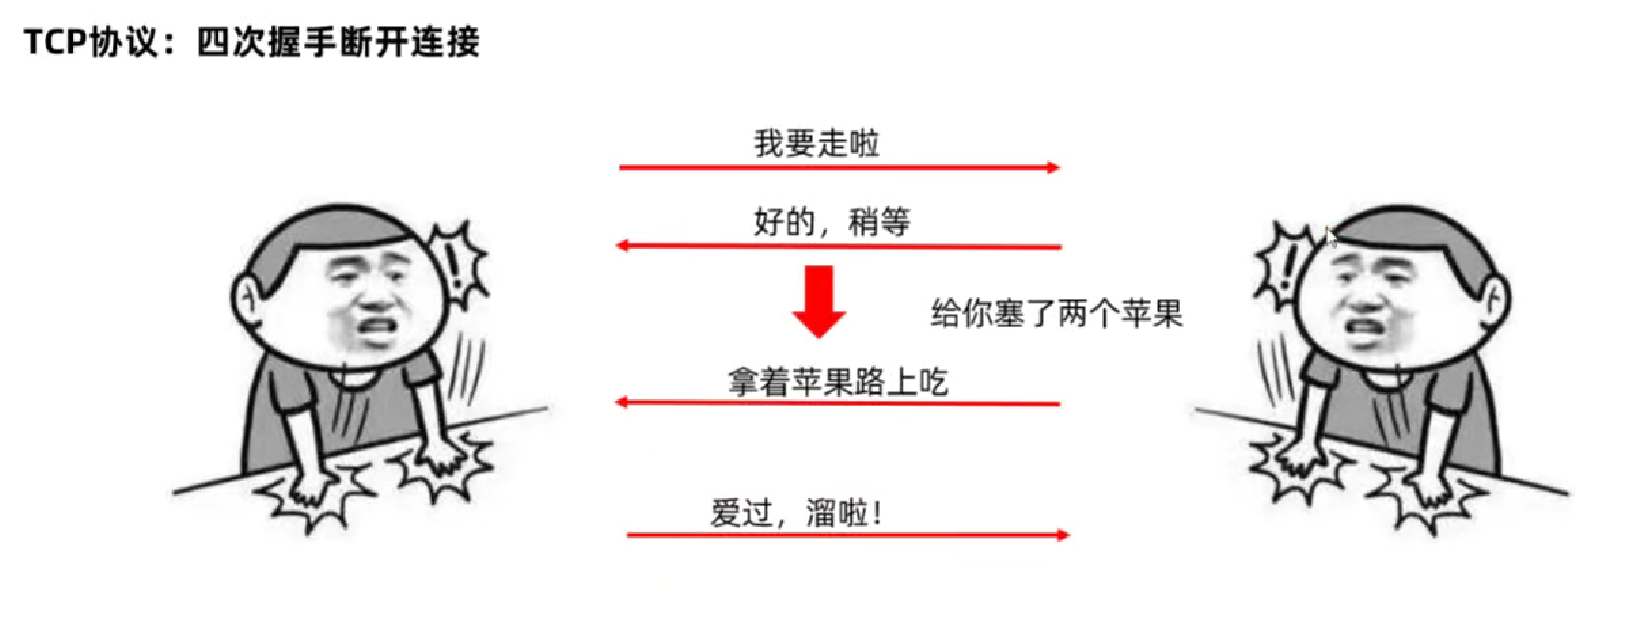 TCP协议：四次握手断开连接
我要走啦
好的，稍等
给你塞了两个苹果
拿着苹果路上吃
爱过，溜啦！